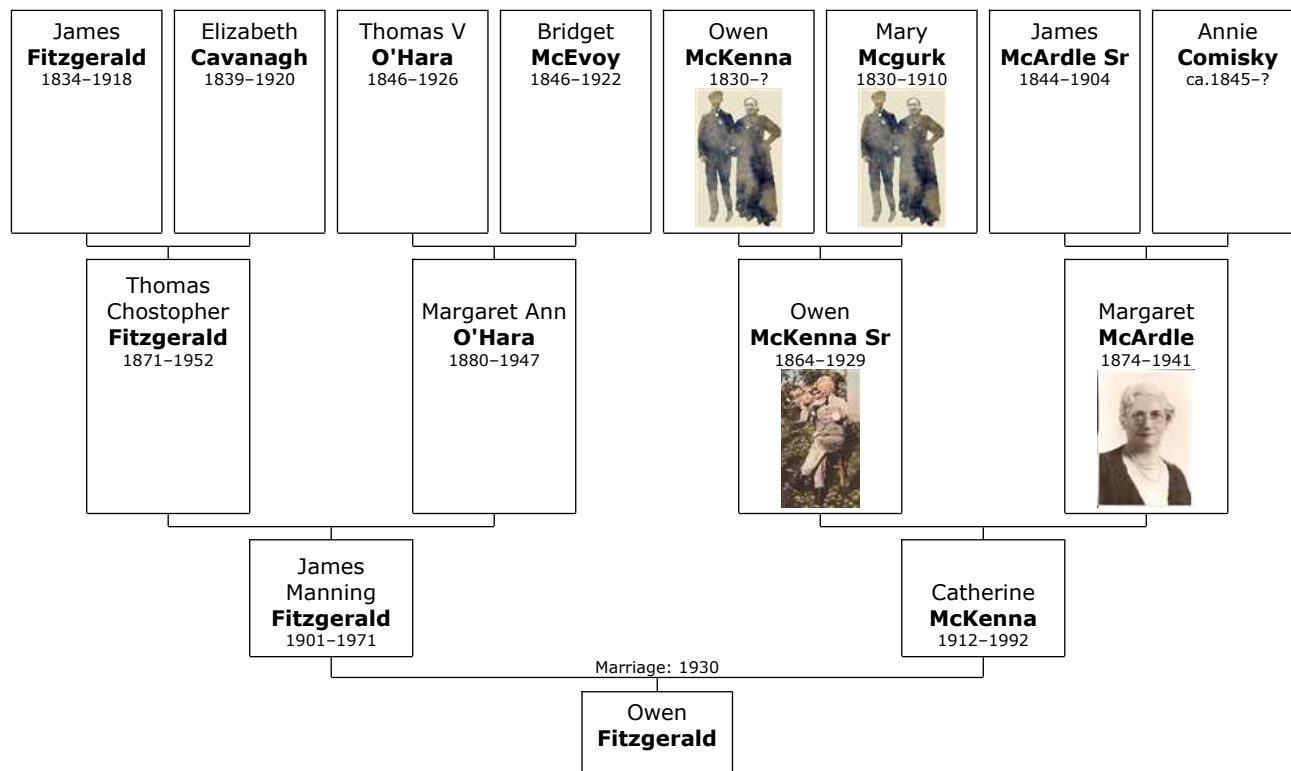 James
Fitzgerald
1834–1918
Elizabeth
Cavanagh
1839–1920
Thomas V
O'Hara
1846–1926
Bridget
McEvoy
1846–1922
Owen
McKenna
1830–?
Mary
Mcgurk
1830–1910
James
McArdle Sr
1844–1904
Annie
Comisky
ca.1845–?
Thomas
Chostopher
Fitzgerald
1871–1952
Margaret Ann
O'Hara
1880–1947
Owen
McKenna Sr
1864–1929
Margaret
McArdle
1874–1941
James
Manning
Fitzgerald
1901–1971
Catherine
McKenna
1912–1992
Marriage: 1930
Owen
Fitzgerald